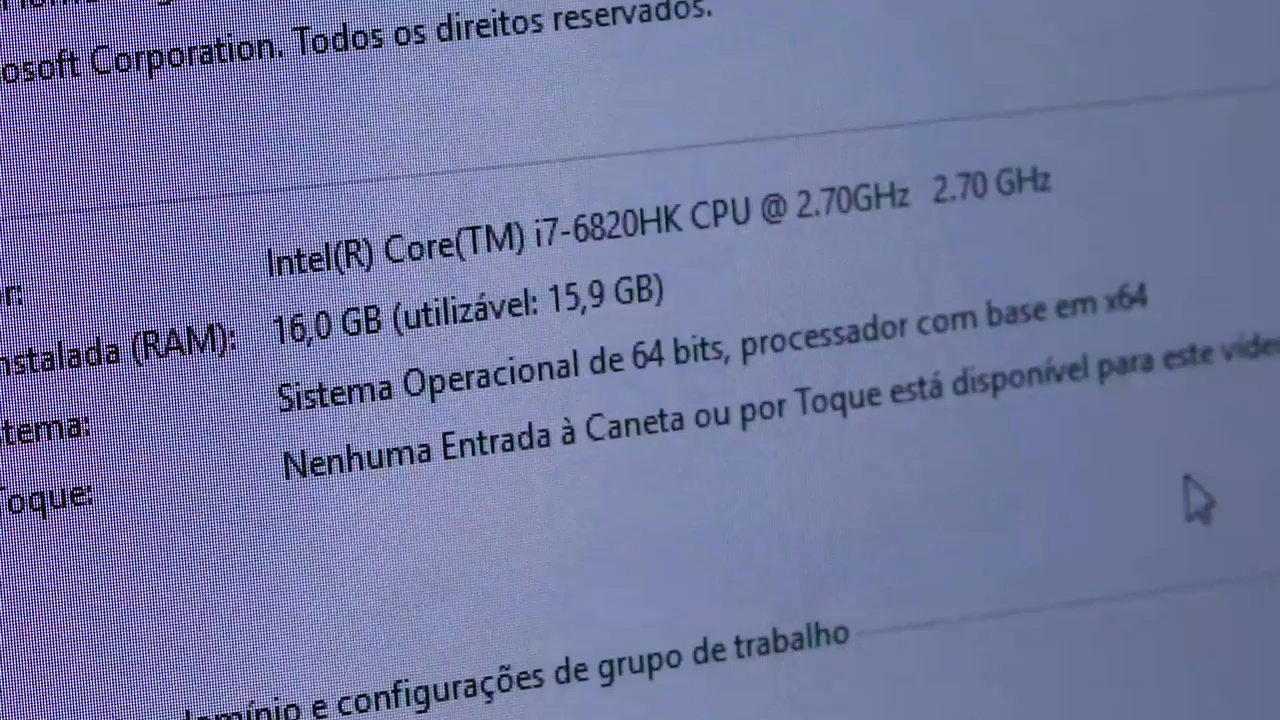 osoft Corporation. Todos os direitos reservados.
Intel(R) Core(TM) i7-6820HK CPU @ 2.70GHz 2.70 GHz
nstalada (RAM): 16,0 GB (utilizável: 15,9 GB)
tema: Sistema Operacional de 64 bits, processador com base em x64
Toque: Nenhuma Entrada à Caneta ou por Toque está disponível para este víde
omínio e configurações de grupo de trabalho